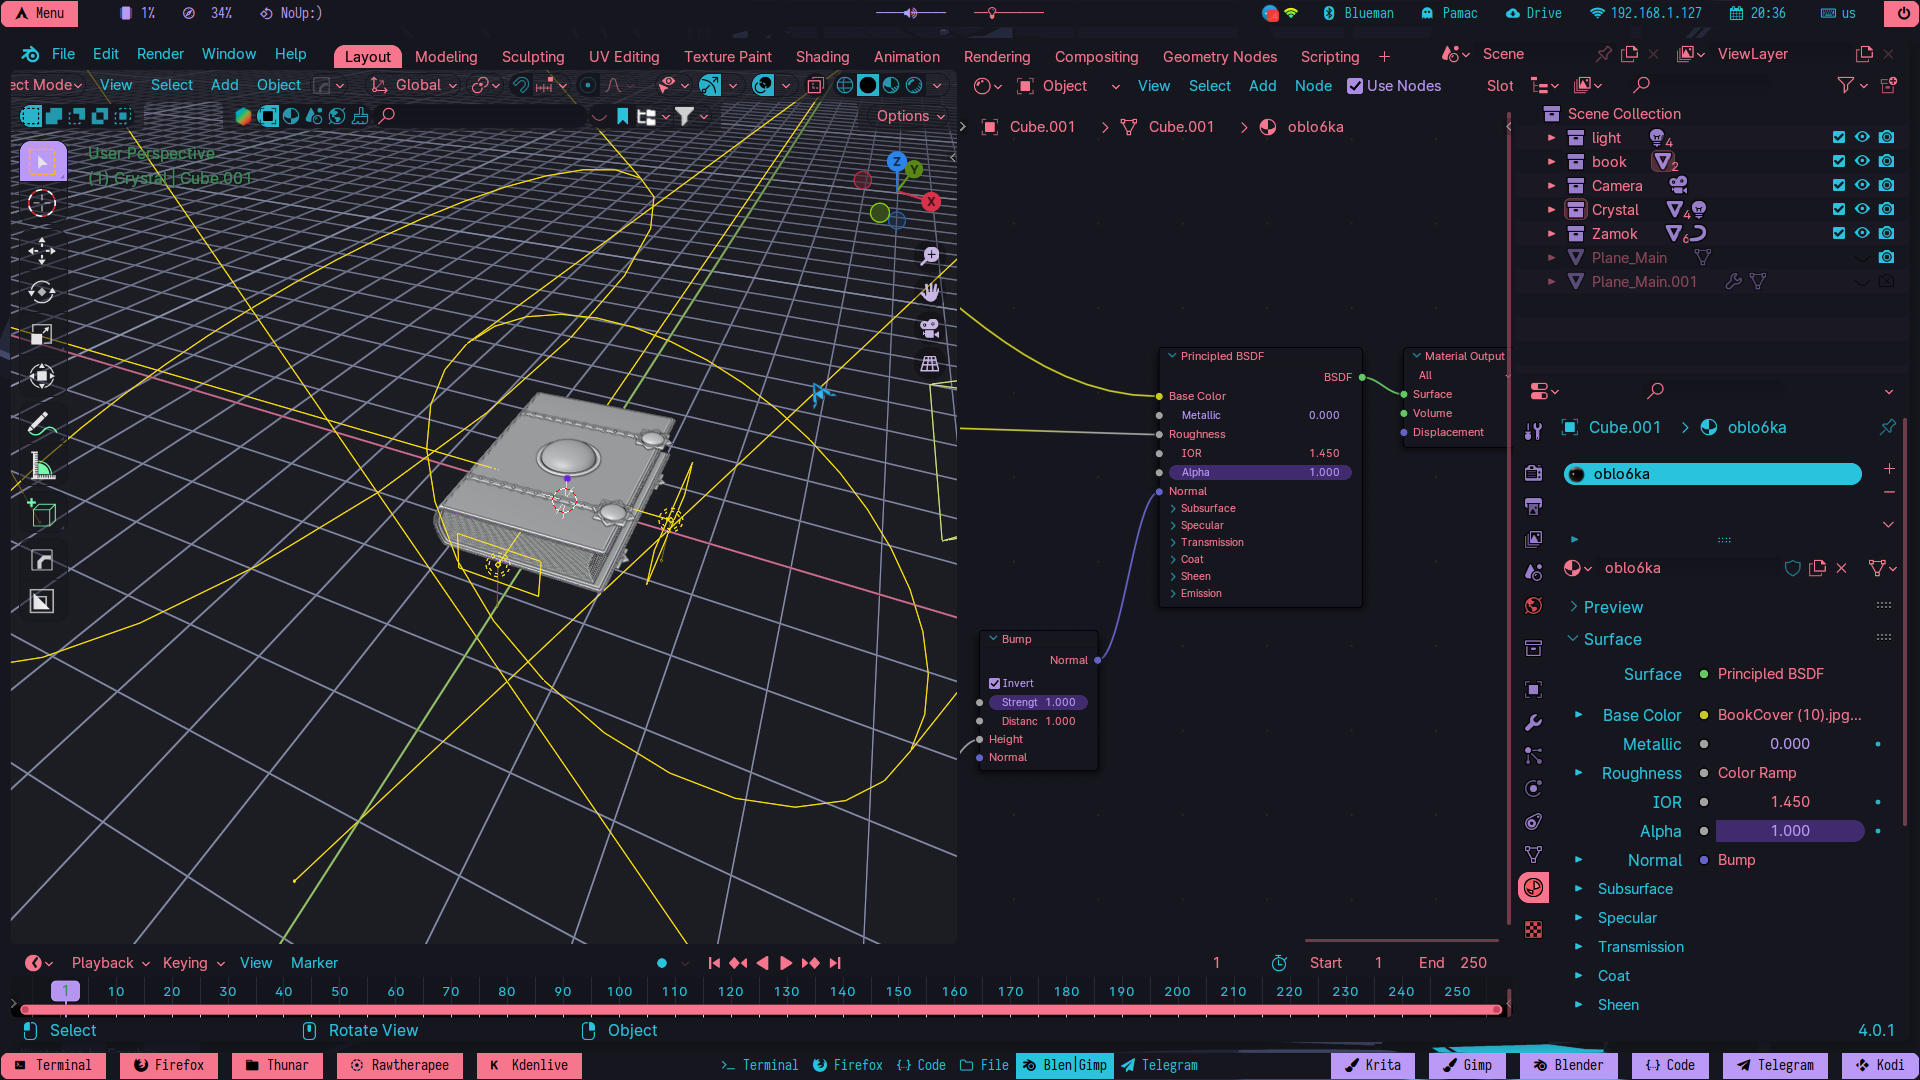 Menu 1% 34% NoUp:) Blueman Pamac Drive 192.168.1.127 20:36 us
File Edit Render Window Help Layout Modeling Sculpting UV Editing Texture Paint Shading Animation Rendering Compositing Geometry Nodes Scripting + Scene ViewLayer
ect Mode View Select Add Object Global Object View Select Add Node Use Nodes Slot
Options
Scene Collection
Cube.001 Cube.001 oblo6ka
light 4
book 2
Camera
Crystal 4
Zamok 6
Plane_Main
Plane_Main.001
User Perspective
(1) Crystal | Cube.001
Z
Y
X
Principled BSDF
BSDF
Base Color
Metallic 0.000
Roughness
IOR 1.450
Alpha 1.000
Normal
Subsurface
Specular
Transmission
Coat
Sheen
Emission
Material Output
All
Surface
Volume
Displacement
Bump
Normal
Invert
Strengt 1.000
Distanc 1.000
Height
Normal
Cube.001 oblo6ka
oblo6ka
oblo6ka
Preview
Surface
Surface Principled BSDF
Base Color BookCover (10).jpg...
Metallic 0.000
Roughness Color Ramp
IOR 1.450
Alpha 1.000
Normal Bump
Subsurface
Specular
Transmission
Coat
Sheen
Playback Keying View Marker 1 Start 1 End 250
1 10 20 30 40 50 60 70 80 90 100 110 120 130 140 150 160 170 180 190 200 210 220 230 240 250
Select Rotate View Object 4.0.1
Terminal Firefox Thunar Rawtherapee Kdenlive Terminal Firefox Code File Blen|Gimp Telegram Krita Gimp Blender Code Telegram Kodi